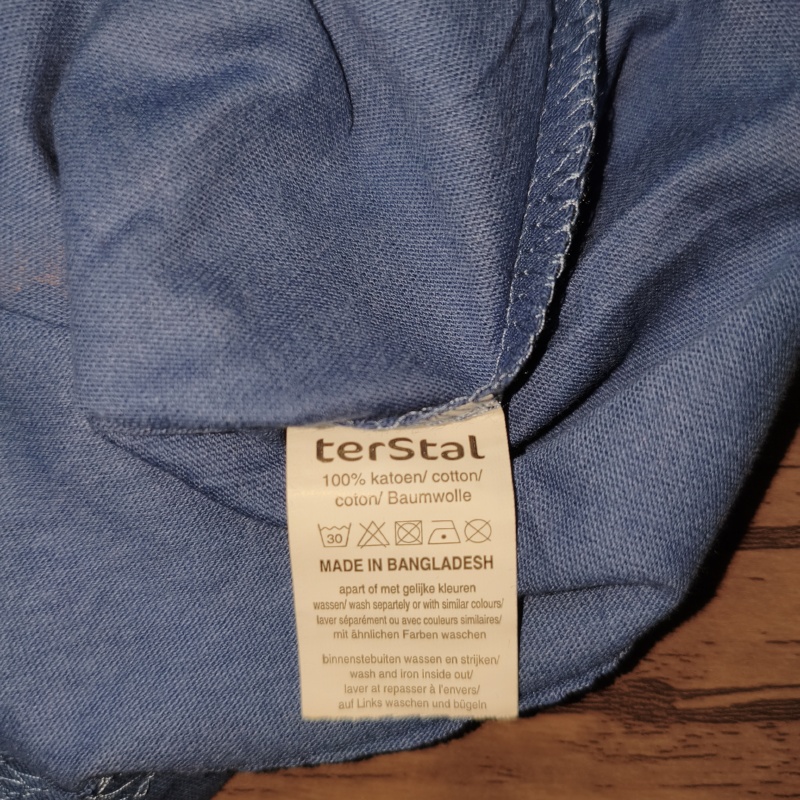 terStal
100% katoen/ cotton/
coton/ Baumwolle
30
MADE IN BANGLADESH
apart of met gelijke kleuren
wassen/ wash separtely or with similar colours/
laver séparément ou avec couleurs similaires/
mit ähnlichen Farben waschen
binnenstebuiten wassen en strijken/
wash and iron inside out/
laver at repasser à l'envers/
auf Links waschen und bügeln